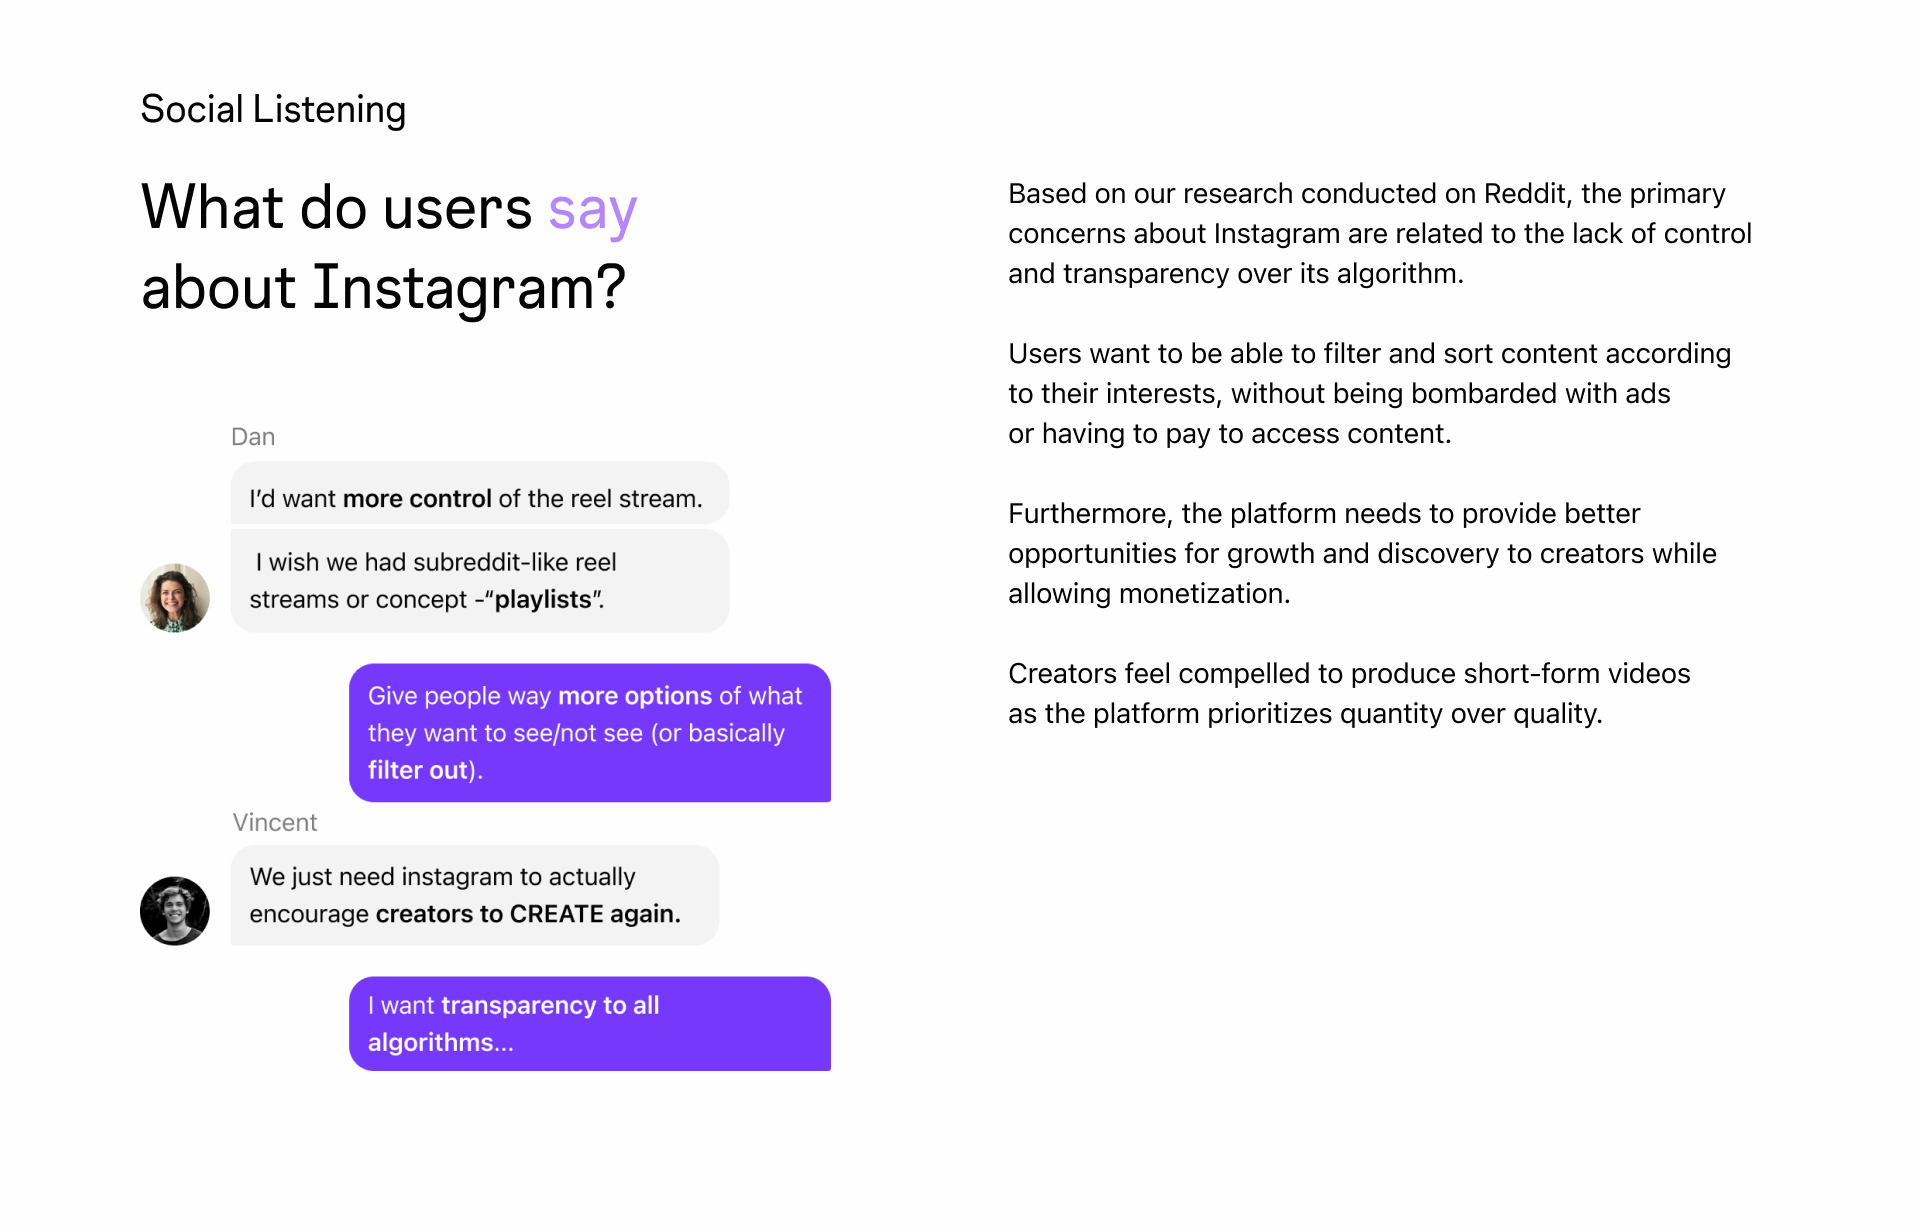 Social Listening
What do users say
about Instagram?
Dan
I’d want more control of the reel stream.
I wish we had subreddit-like reel
streams or concept -“playlists”.
Give people way more options of what
they want to see/not see (or basically
filter out).
Vincent
We just need instagram to actually
encourage creators to CREATE again.
I want transparency to all
algorithms...
Based on our research conducted on Reddit, the primary
concerns about Instagram are related to the lack of control
and transparency over its algorithm.
Users want to be able to filter and sort content according
to their interests, without being bombarded with ads
or having to pay to access content.
Furthermore, the platform needs to provide better
opportunities for growth and discovery to creators while
allowing monetization.
Creators feel compelled to produce short-form videos
as the platform prioritizes quantity over quality.